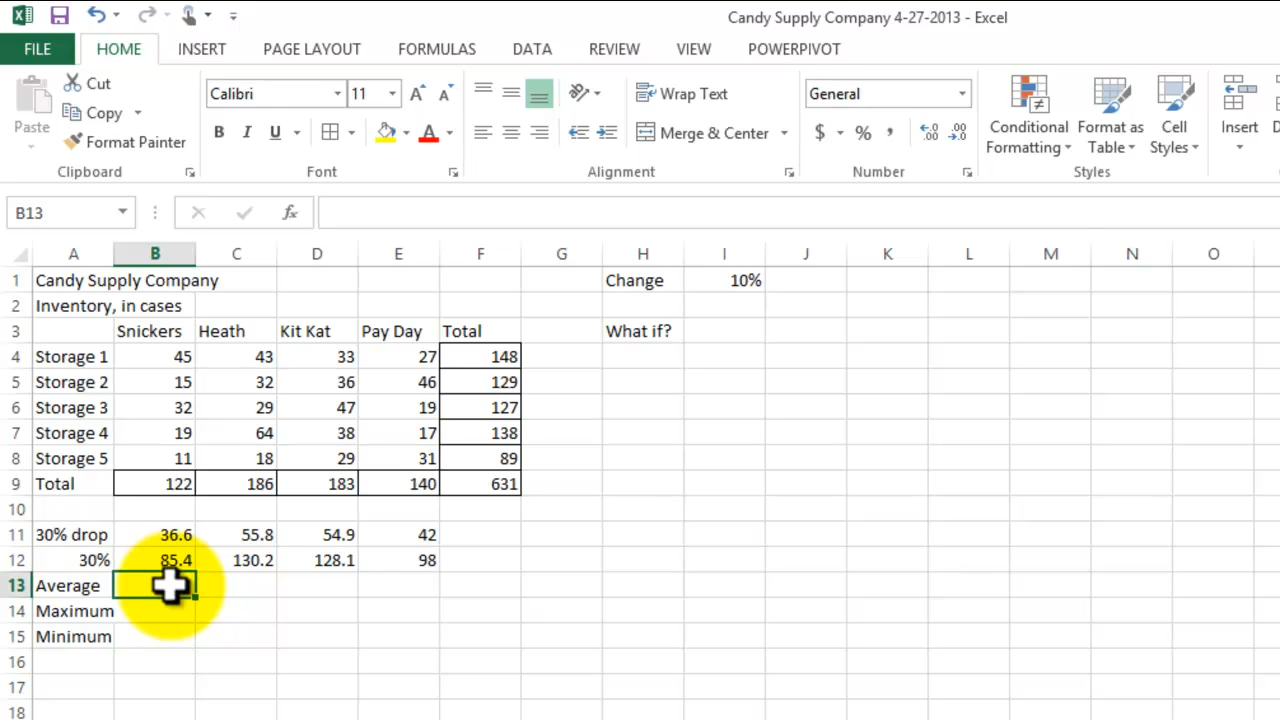 Candy Supply Company 4-27-2013 - Excel
FILE HOME INSERT PAGE LAYOUT FORMULAS DATA REVIEW VIEW POWERPIVOT
Paste
Cut
Copy
Format Painter
Clipboard
Calibri 11
B I U A
Font
Wrap Text
Merge & Center
Alignment
General
$ % ,
Number
Conditional Formatting
Format as Table
Cell Styles
Styles
Insert
B13 fx
A B C D E F G H I J K L M N O
1 Candy Supply Company Change 10%
2 Inventory, in cases
3 Snickers Heath Kit Kat Pay Day Total What if?
4 Storage 1 45 43 33 27 148
5 Storage 2 15 32 36 46 129
6 Storage 3 32 29 47 19 127
7 Storage 4 19 64 38 17 138
8 Storage 5 11 18 29 31 89
9 Total 122 186 183 140 631
10
11 30% drop 36.6 55.8 54.9 42
12 30% 85.4 130.2 128.1 98
13 Average
14 Maximum
15 Minimum
16
17
18